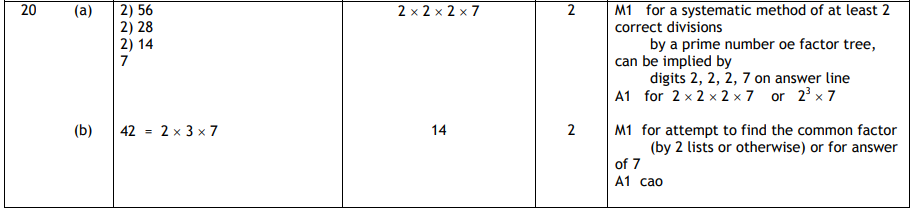 20 (a) 2) 56 2 × 2 × 2 × 7 2 M1 for a systematic method of at least 2
2) 28 correct divisions
2) 14 by a prime number oe factor tree,
7 can be implied by
digits 2, 2, 2, 7 on answer line
A1 for 2 × 2 × 2 × 7 or 2³ × 7
(b) 42 = 2 × 3 × 7 14 2 M1 for attempt to find the common factor
(by 2 lists or otherwise) or for answer
of 7
A1 cao